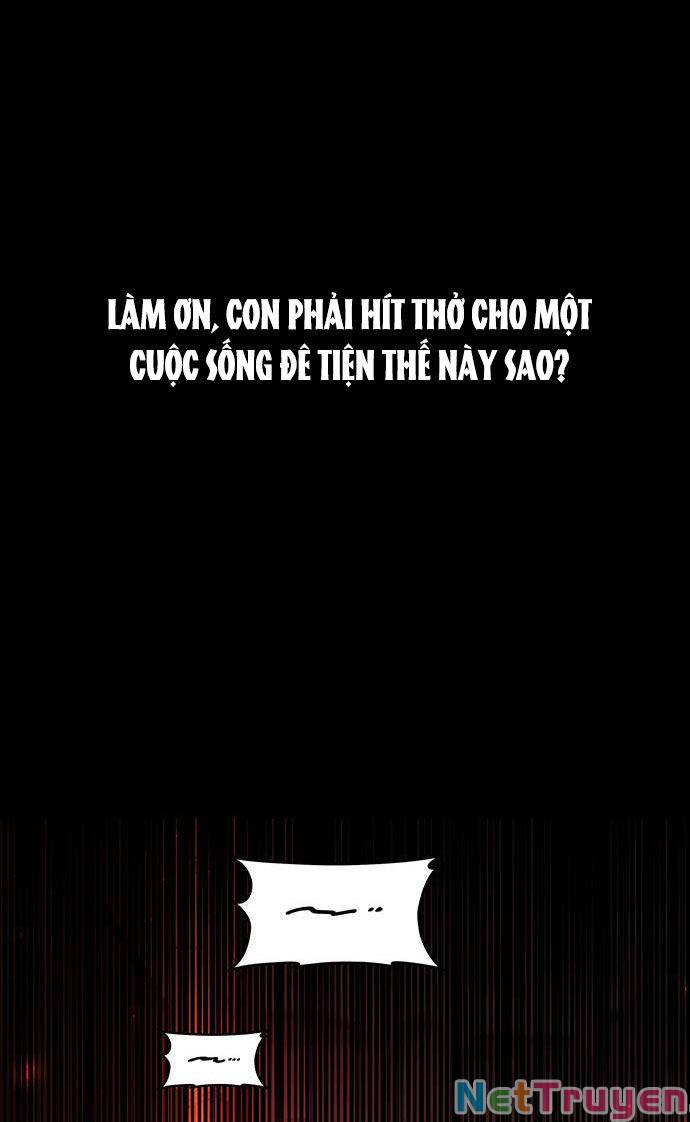 LÀM ƠN, CON PHẢI HÍT THỞ CHO MỘT
CUỘC SỐNG ĐÊ TIỆN THẾ NÀY SAO?
NetTruyen